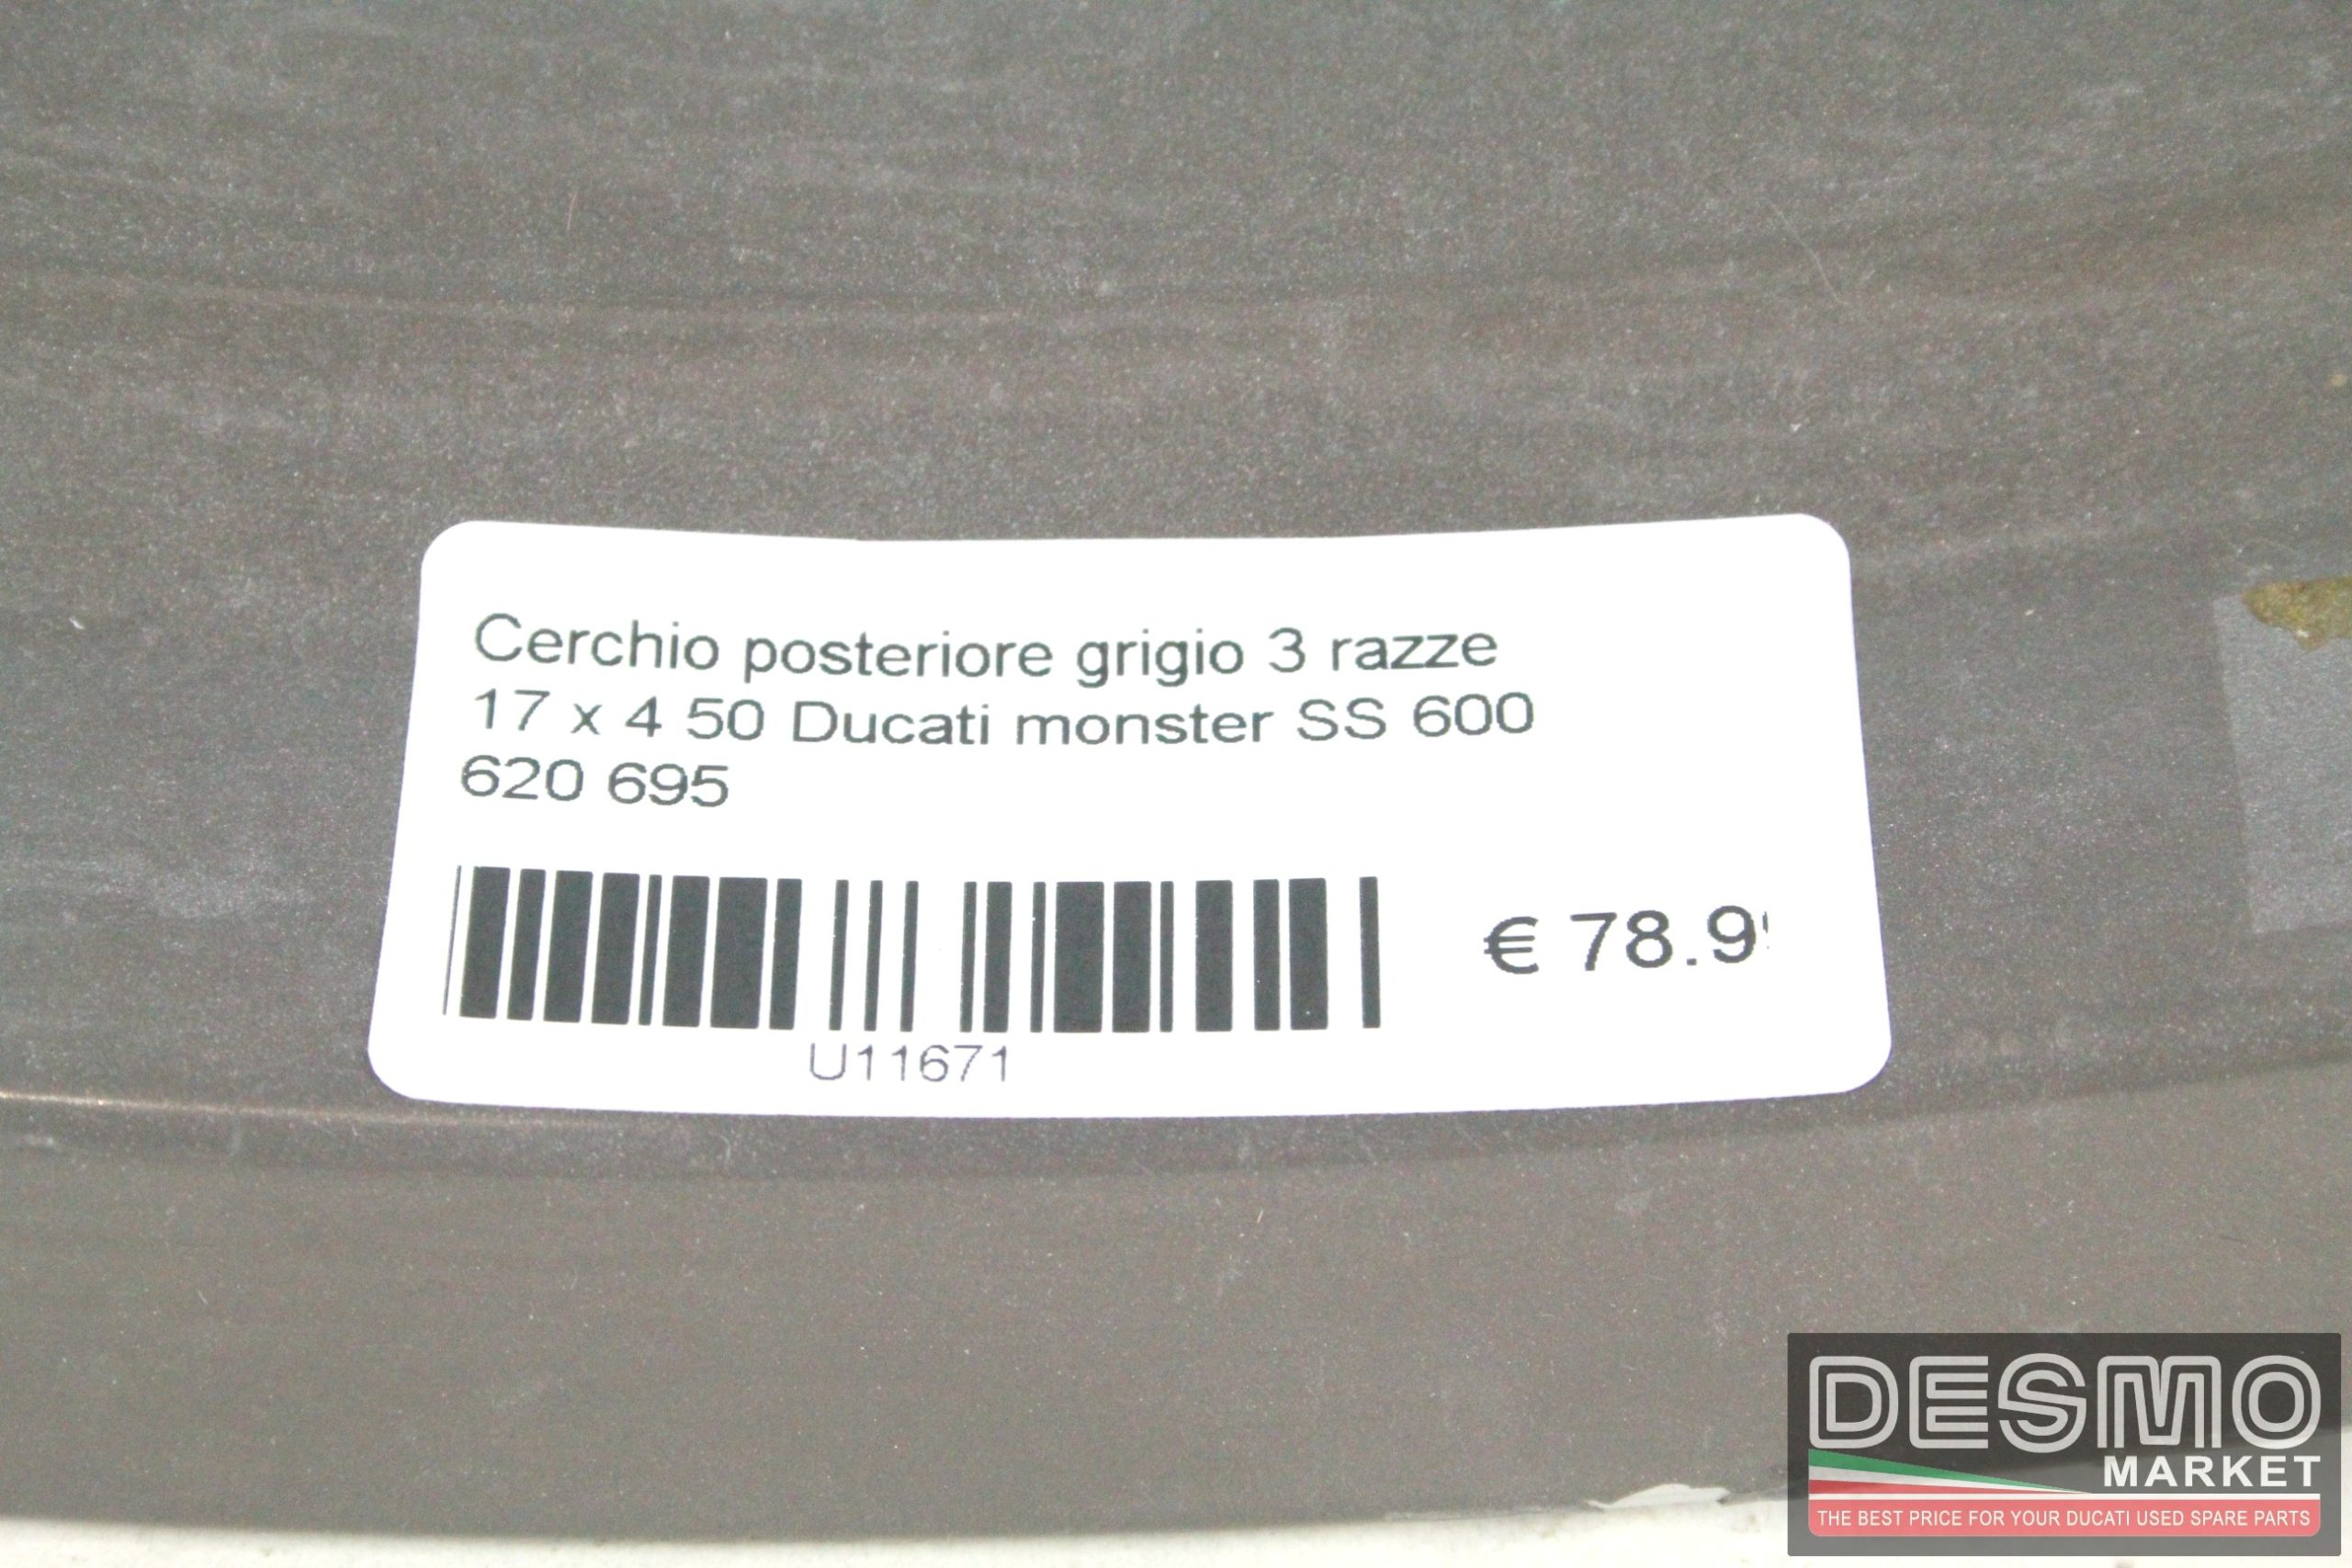 Cerchio posteriore grigio 3 razze
17 x 4 50 Ducati monster SS 600
620 695
€ 78.9
U11671
DESMO
MARKET
THE BEST PRICE FOR YOUR DUCATI USED SPARE PARTS